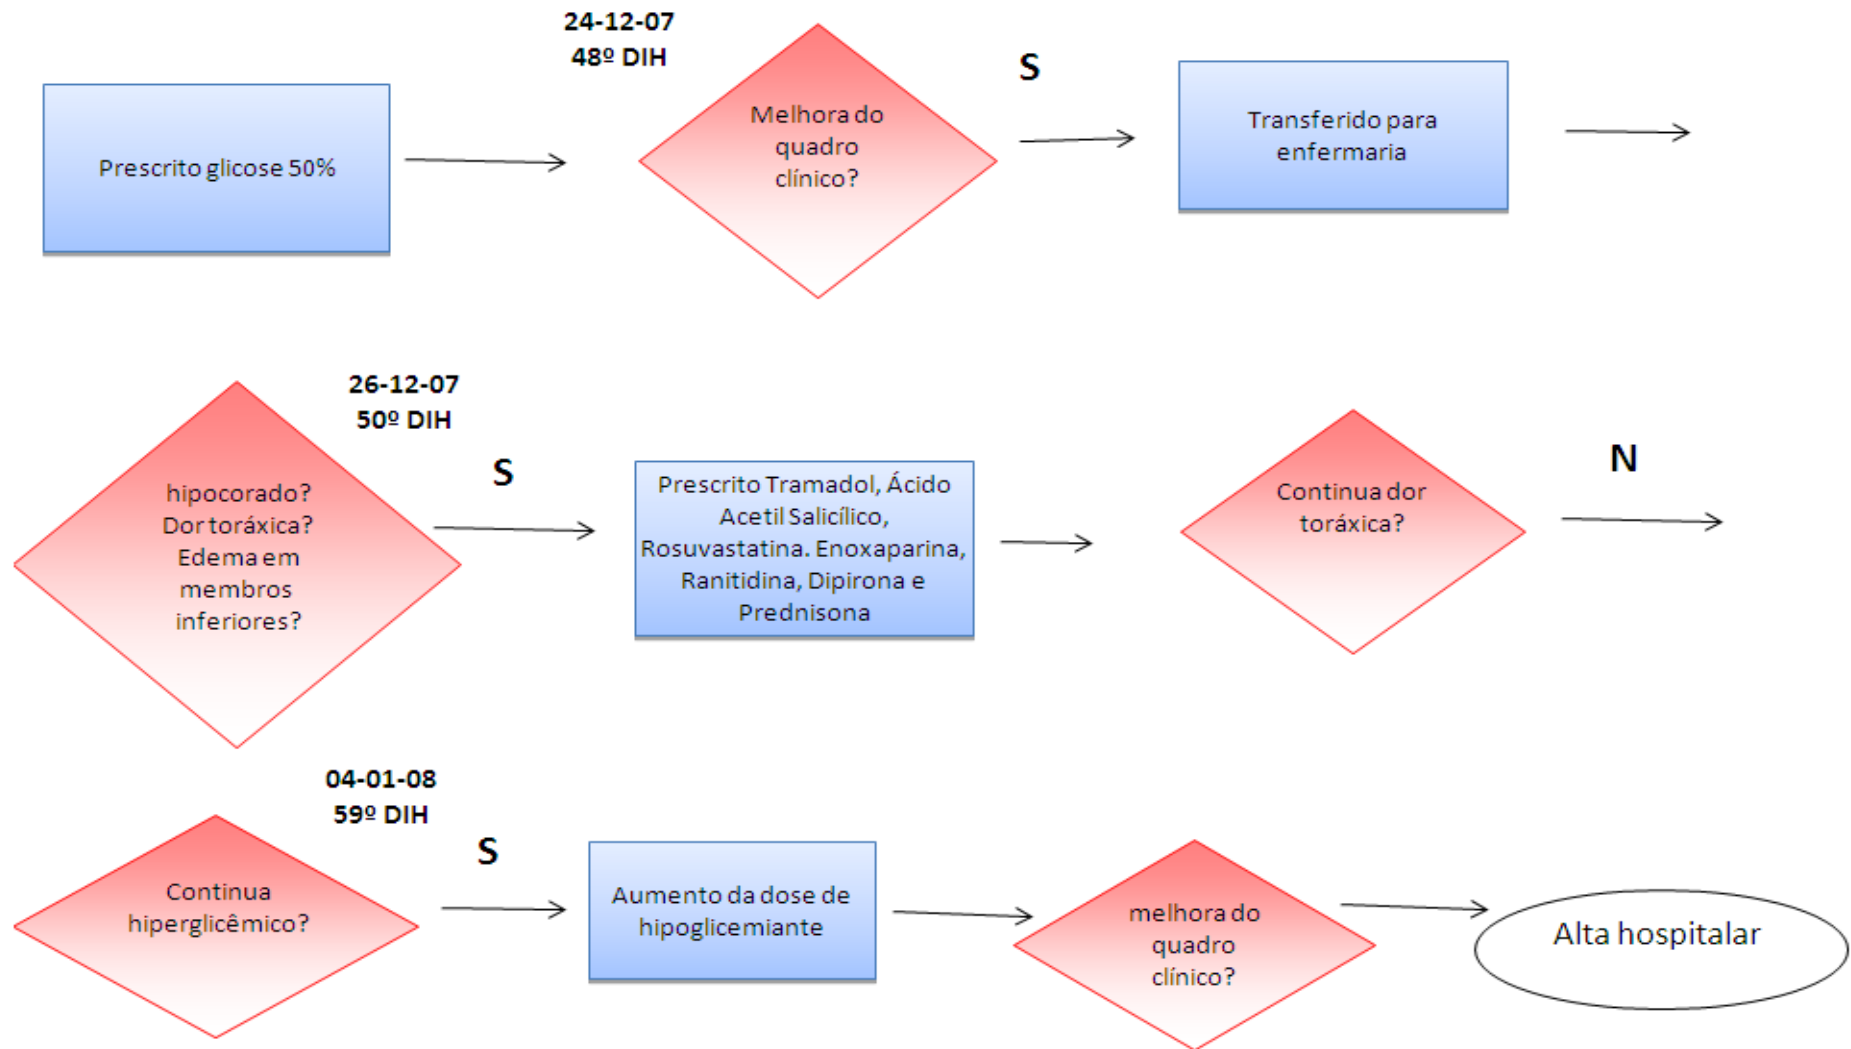 Prescrito glicose 50%
24-12-07
48º DIH
Melhora do
quadro
clínico?
S
Transferido para
enfermaria
26-12-07
50º DIH
hipocorado?
Dor toráxica?
Edema em
membros
inferiores?
S
Prescrito Tramadol, Ácido
Acetil Salicílico,
Rosuvastatina. Enoxaparina,
Ranitidina, Dipirona e
Prednisona
Continua dor
toráxica?
N
04-01-08
59º DIH
Continua
hiperglicêmico?
S
Aumento da dose de
hipoglicemiante
melhora do
quadro
clínico?
Alta hospitalar